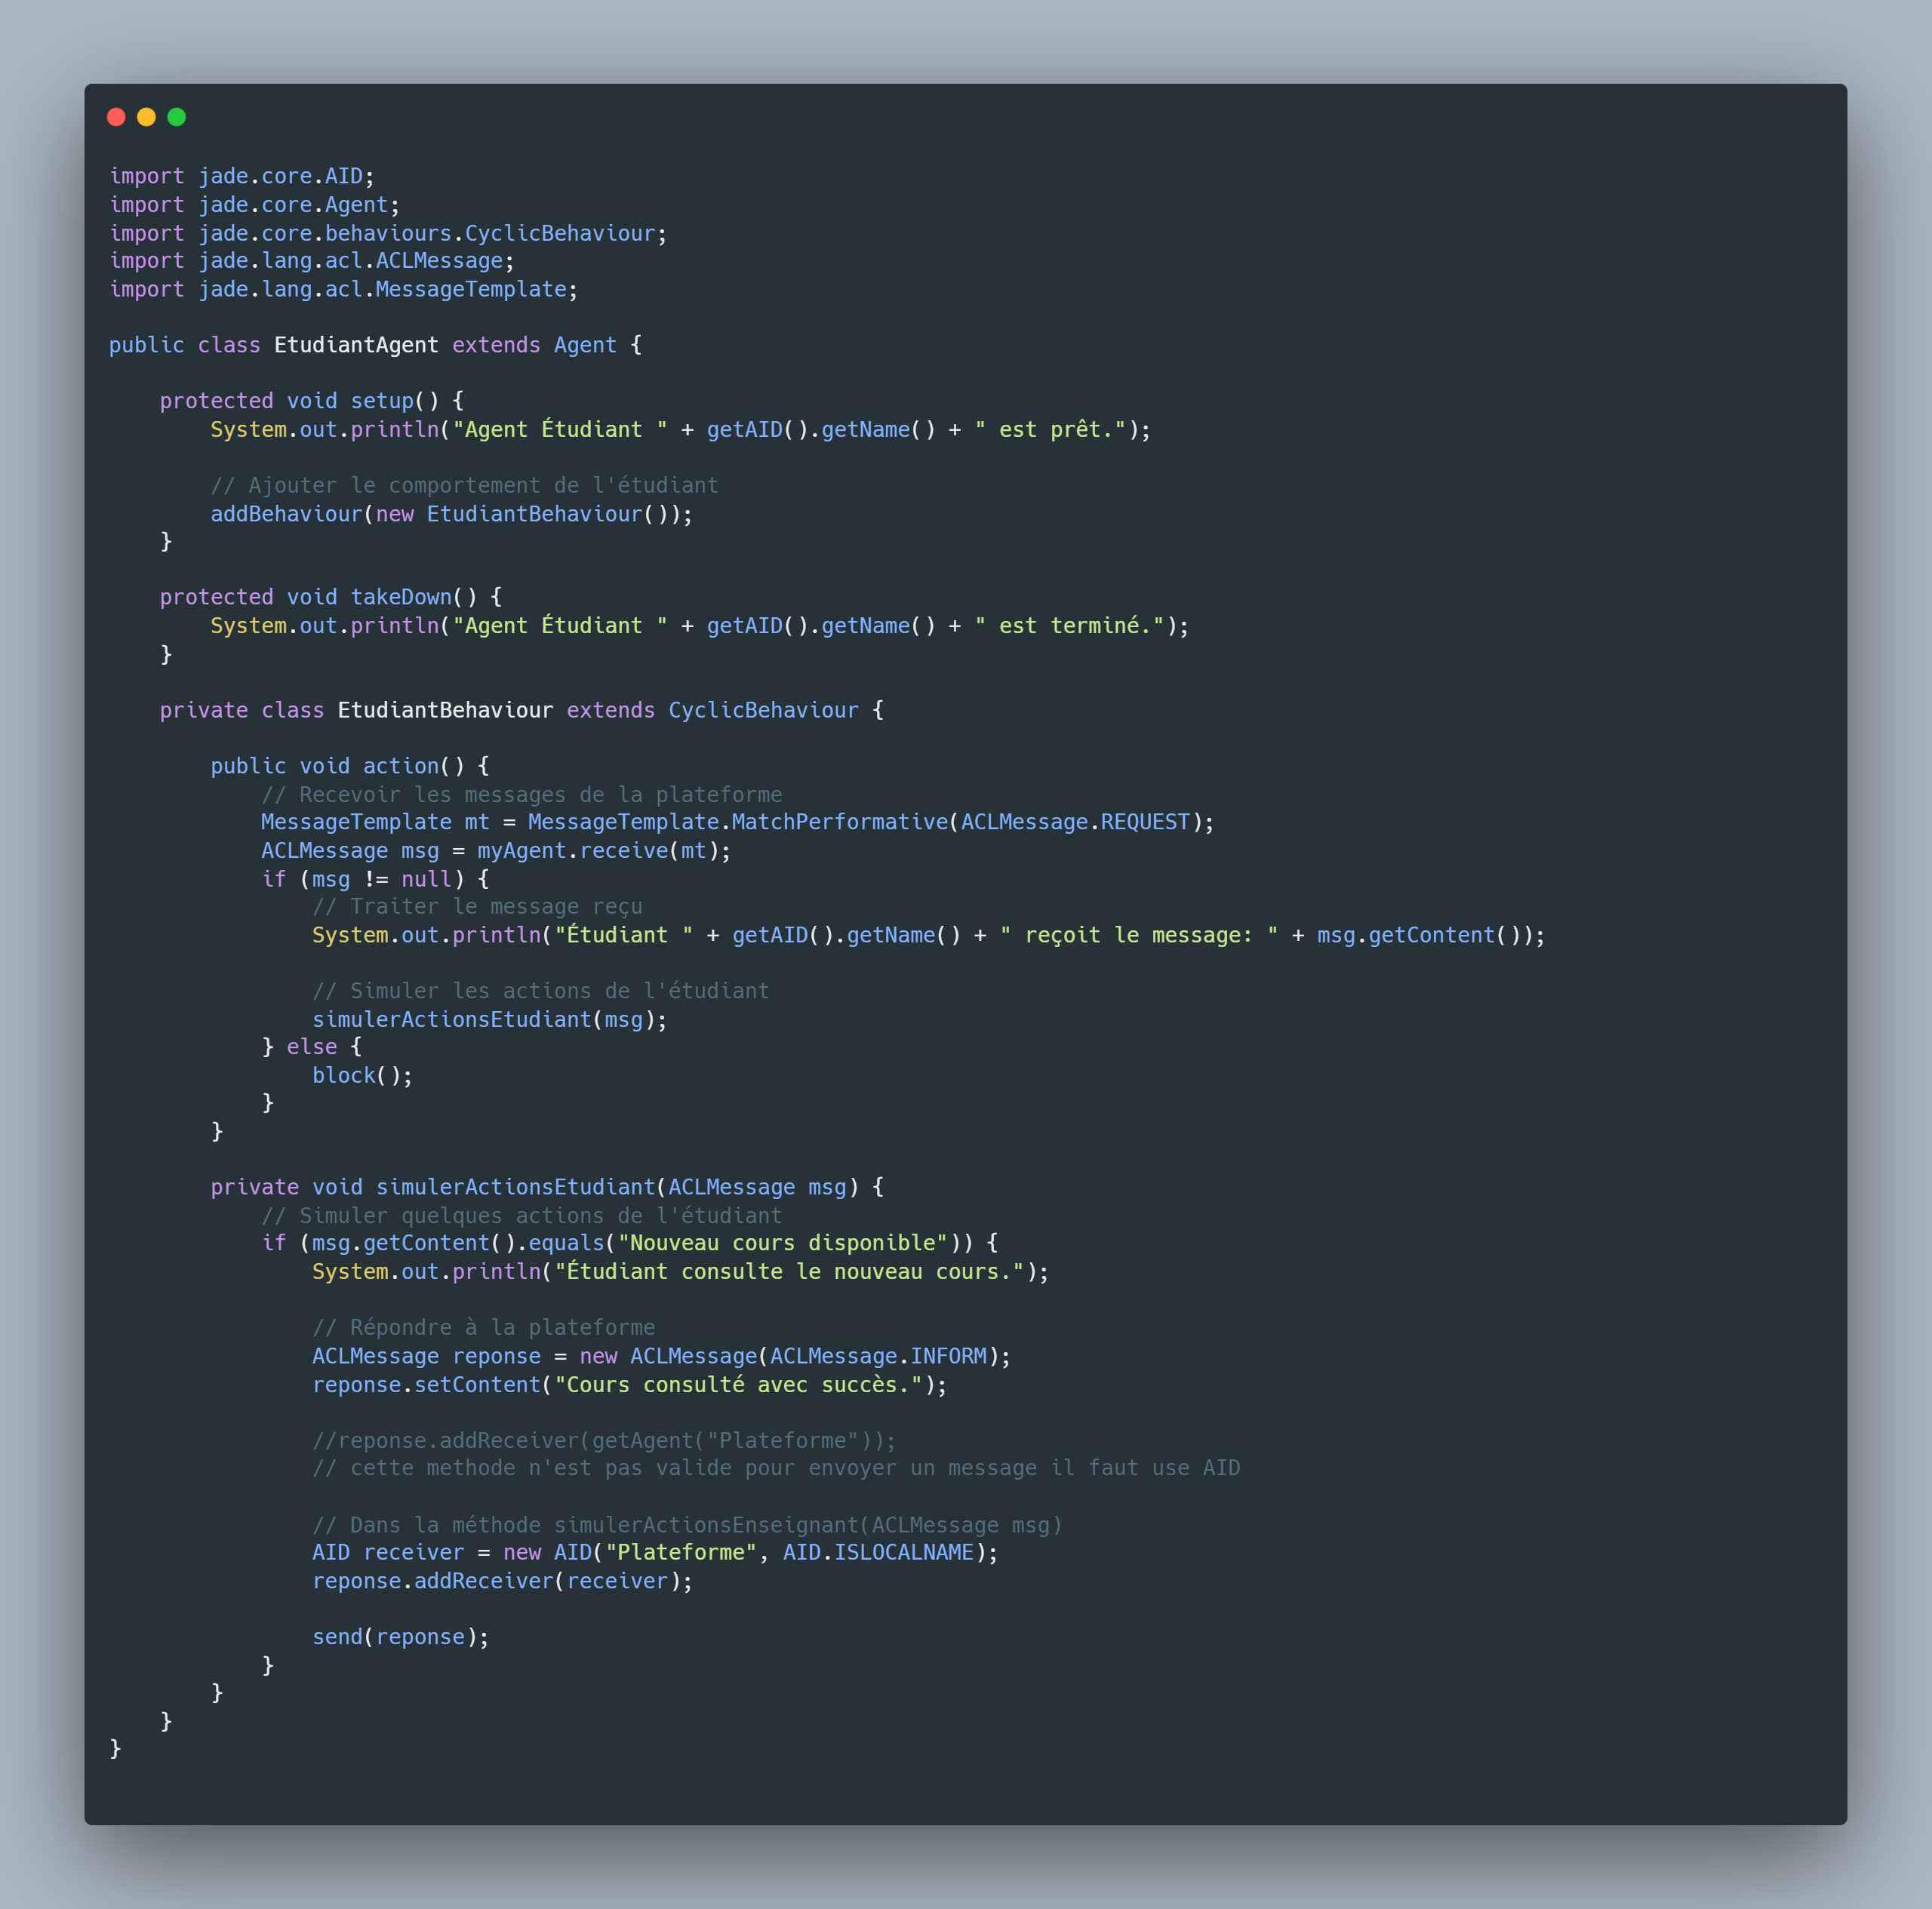 import jade.core.AID;
import jade.core.Agent;
import jade.core.behaviours.CyclicBehaviour;
import jade.lang.acl.ACLMessage;
import jade.lang.acl.MessageTemplate;

public class EtudiantAgent extends Agent {

    protected void setup() {
        System.out.println("Agent Étudiant " + getAID().getName() + " est prêt.");

        // Ajouter le comportement de l'étudiant
        addBehaviour(new EtudiantBehaviour());
    }

    protected void takeDown() {
        System.out.println("Agent Étudiant " + getAID().getName() + " est terminé.");
    }

    private class EtudiantBehaviour extends CyclicBehaviour {

        public void action() {
            // Recevoir les messages de la plateforme
            MessageTemplate mt = MessageTemplate.MatchPerformative(ACLMessage.REQUEST);
            ACLMessage msg = myAgent.receive(mt);
            if (msg != null) {
                // Traiter le message reçu
                System.out.println("Étudiant " + getAID().getName() + " reçoit le message: " + msg.getContent());

                // Simuler les actions de l'étudiant
                simulerActionsEtudiant(msg);
            } else {
                block();
            }
        }

        private void simulerActionsEtudiant(ACLMessage msg) {
            // Simuler quelques actions de l'étudiant
            if (msg.getContent().equals("Nouveau cours disponible")) {
                System.out.println("Étudiant consulte le nouveau cours.");

                // Répondre à la plateforme
                ACLMessage reponse = new ACLMessage(ACLMessage.INFORM);
                reponse.setContent("Cours consulté avec succès.");

                //reponse.addReceiver(getAgent("Plateforme"));
                // cette methode n'est pas valide pour envoyer un message il faut use AID

                // Dans la méthode simulerActionsEnseignant(ACLMessage msg)
                AID receiver = new AID("Plateforme", AID.ISLOCALNAME);
                reponse.addReceiver(receiver);

                send(reponse);
            }
        }
    }
}